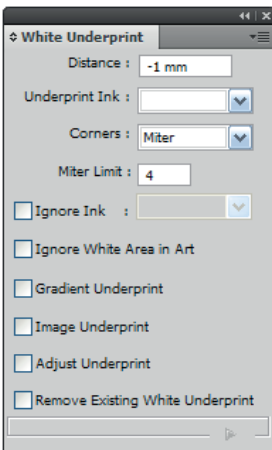 White Underprint
Distance : -1 mm
Underprint Ink :
Corners : Miter
Miter Limit : 4
Ignore Ink :
Ignore White Area in Art
Gradient Underprint
Image Underprint
Adjust Underprint
Remove Existing White Underprint